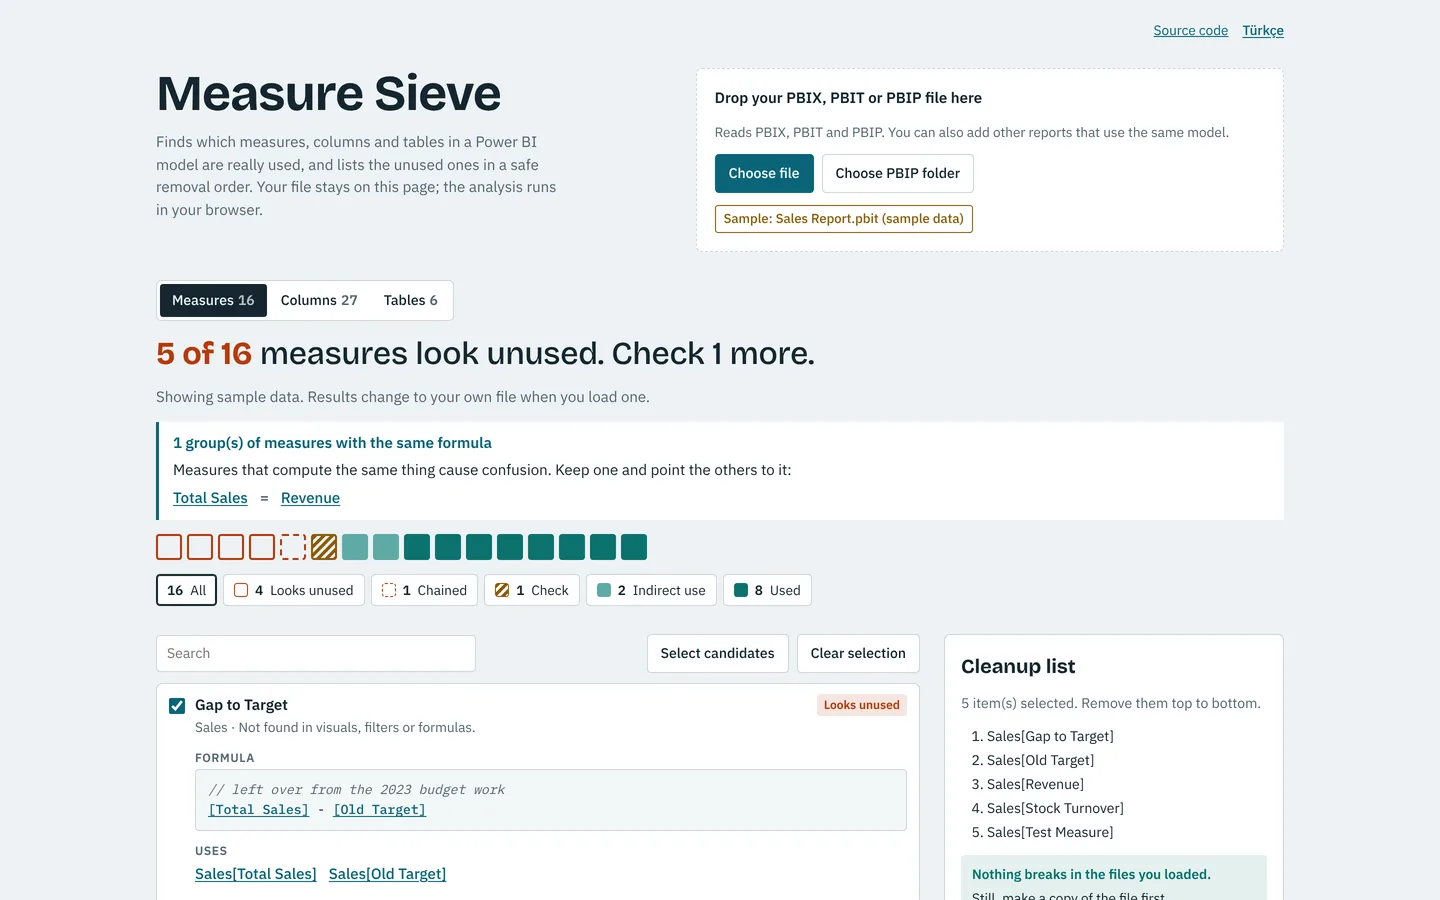 Source code Türkçe
Measure Sieve
Finds which measures, columns and tables in a Power BI
model are really used, and lists the unused ones in a safe
removal order. Your file stays on this page; the analysis runs
in your browser.
Drop your PBIX, PBIT or PBIP file here
Reads PBIX, PBIT and PBIP. You can also add other reports that use the same model.
Choose file Choose PBIP folder
Sample: Sales Report.pbit (sample data)
Measures 16 Columns 27 Tables 6
5 of 16 measures look unused. Check 1 more.
Showing sample data. Results change to your own file when you load one.
1 group(s) of measures with the same formula
Measures that compute the same thing cause confusion. Keep one and point the others to it:
Total Sales = Revenue
16 All 4 Looks unused 1 Chained 1 Check 2 Indirect use 8 Used
Search Select candidates Clear selection
Gap to Target Looks unused
Sales · Not found in visuals, filters or formulas.
FORMULA
// left over from the 2023 budget work
[Total Sales] - [Old Target]
USES
Sales[Total Sales] Sales[Old Target]
Cleanup list
5 item(s) selected. Remove them top to bottom.
1. Sales[Gap to Target]
2. Sales[Old Target]
3. Sales[Revenue]
4. Sales[Stock Turnover]
5. Sales[Test Measure]
Nothing breaks in the files you loaded.
Still, make a copy of the file first.